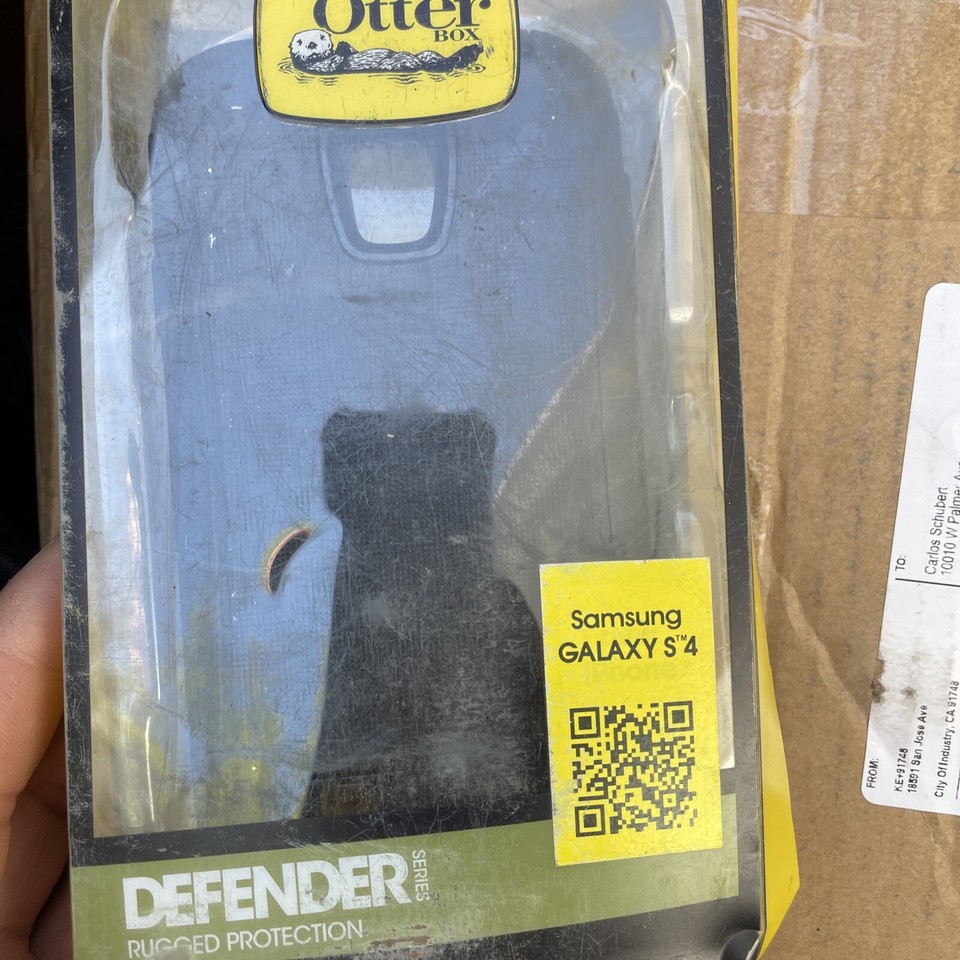 Otter
BOX
Samsung
GALAXY S™4
iPhone
DEFENDER
SERIES
RUGGED PROTECTION
TO:
Carlos Schubert
10010 W Palmer
FROM:
KE+91748
18591 San Jose Ave
City Of Industry, CA 91748